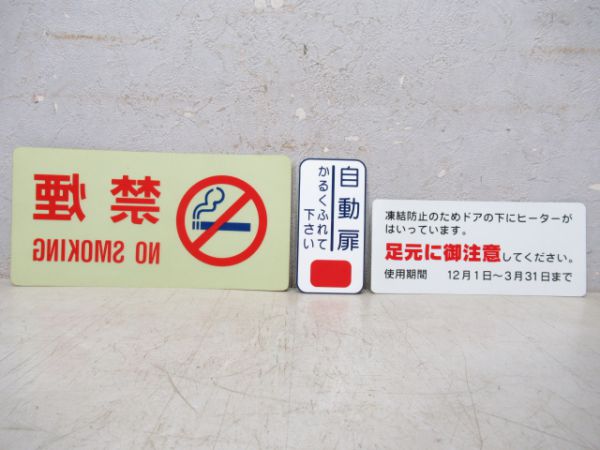 禁煙
NO SMOKING
自動扉
かるくふれて
下さい
凍結防止のためドアの下にヒーターが
はいっています。
足元に御注意してください。
使用期間　12月1日～3月31日まで